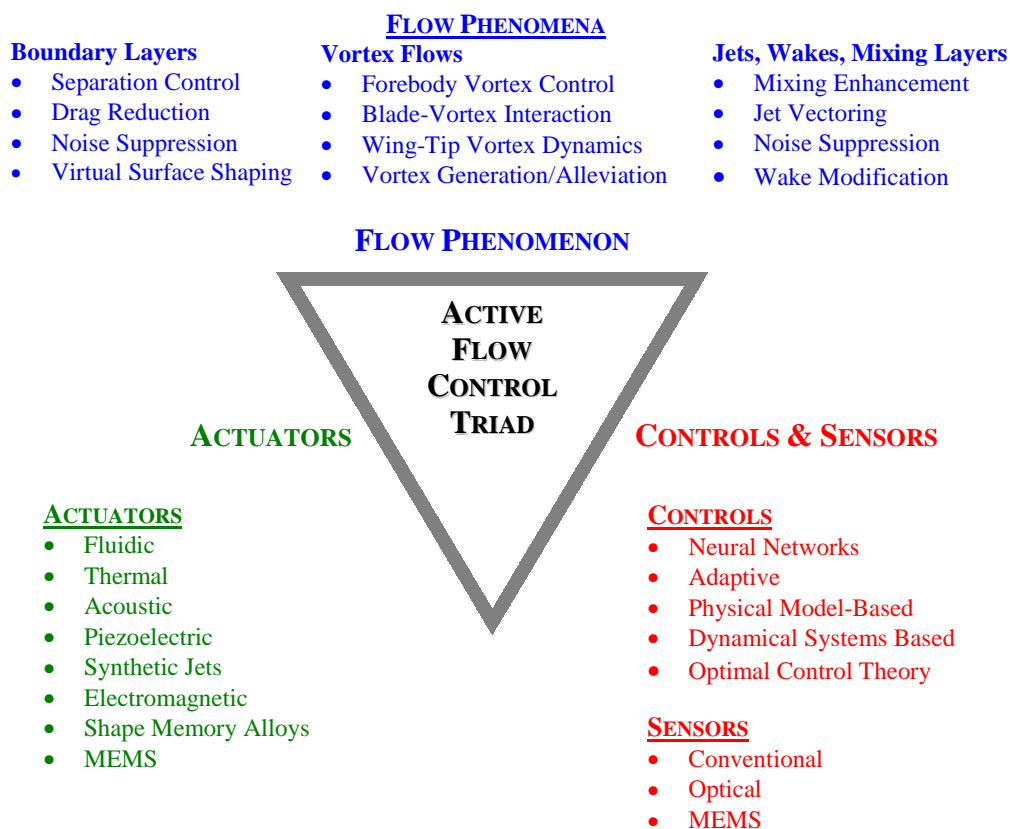 FLOW PHENOMENA
Boundary Layers
• Separation Control
• Drag Reduction
• Noise Suppression
• Virtual Surface Shaping
Vortex Flows
• Forebody Vortex Control
• Blade-Vortex Interaction
• Wing-Tip Vortex Dynamics
• Vortex Generation/Alleviation
Jets, Wakes, Mixing Layers
• Mixing Enhancement
• Jet Vectoring
• Noise Suppression
• Wake Modification
FLOW PHENOMENON
ACTIVE
FLOW
CONTROL
TRIAD
ACTUATORS
CONTROLS & SENSORS
ACTUATORS
• Fluidic
• Thermal
• Acoustic
• Piezoelectric
• Synthetic Jets
• Electromagnetic
• Shape Memory Alloys
• MEMS
CONTROLS
• Neural Networks
• Adaptive
• Physical Model-Based
• Dynamical Systems Based
• Optimal Control Theory
SENSORS
• Conventional
• Optical
• MEMS